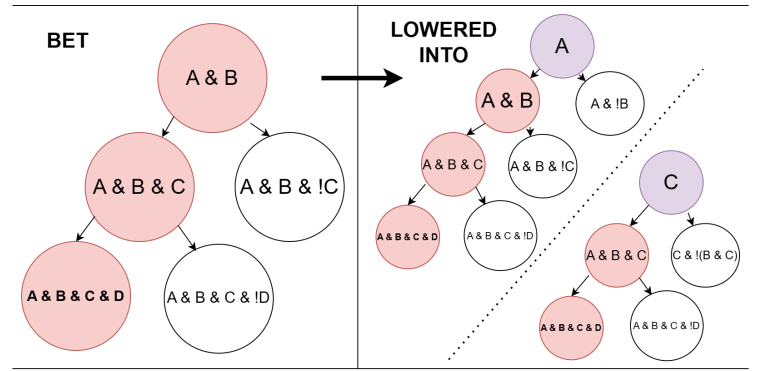 BET
A & B
A & B & C
A & B & !C
A & B & C & D
A & B & C & !D
LOWERED
INTO
A
A & B
A & !B
A & B & C
A & B & !C
A & B & C & D
A & B & C & !D
C
A & B & C
C & !(B & C)
A & B & C & D
A & B & C & !D